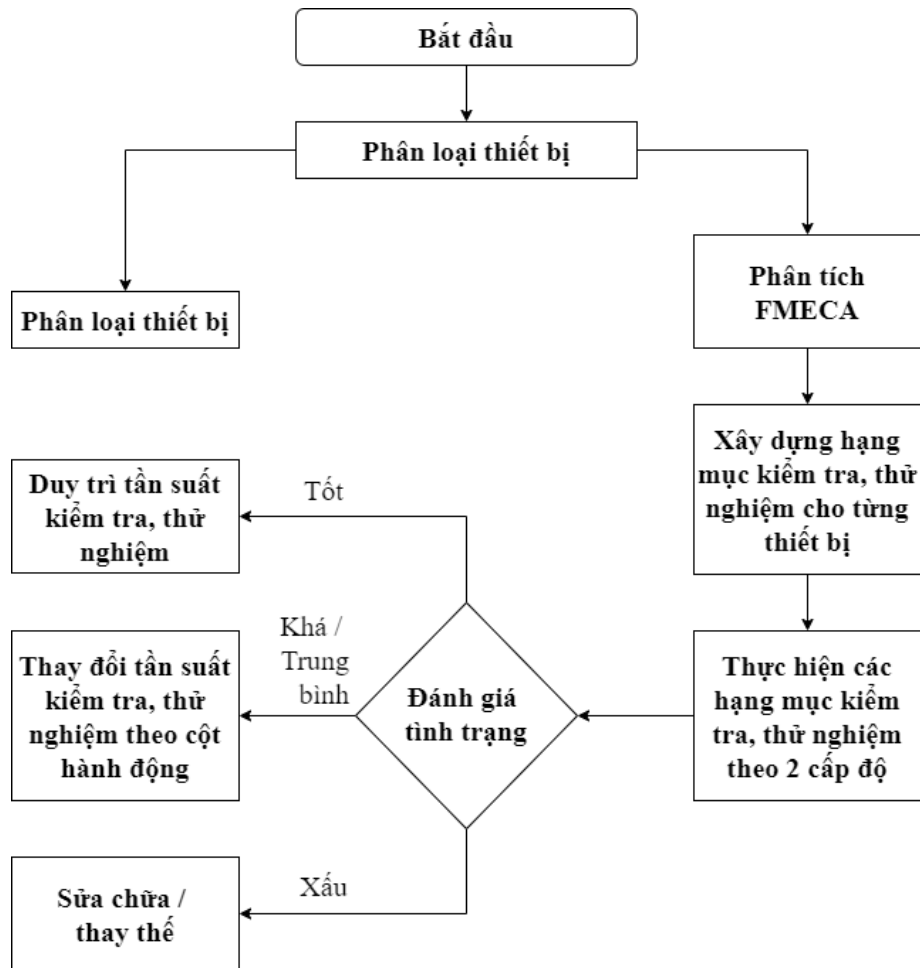 Bắt đầu
Phân loại thiết bị
Phân tích
FMECA
Phân loại thiết bị
Xây dựng hạng
mục kiểm tra, thử
nghiệm cho từng
thiết bị
Duy trì tần suất
kiểm tra, thử
nghiệm
Tốt
Khá /
Trung
bình
Thay đổi tần suất
kiểm tra, thử
nghiệm theo cột
hành động
Đánh giá
tình trạng
Thực hiện các
hạng mục kiểm
tra, thử nghiệm
theo 2 cấp độ
Xấu
Sửa chữa /
thay thế